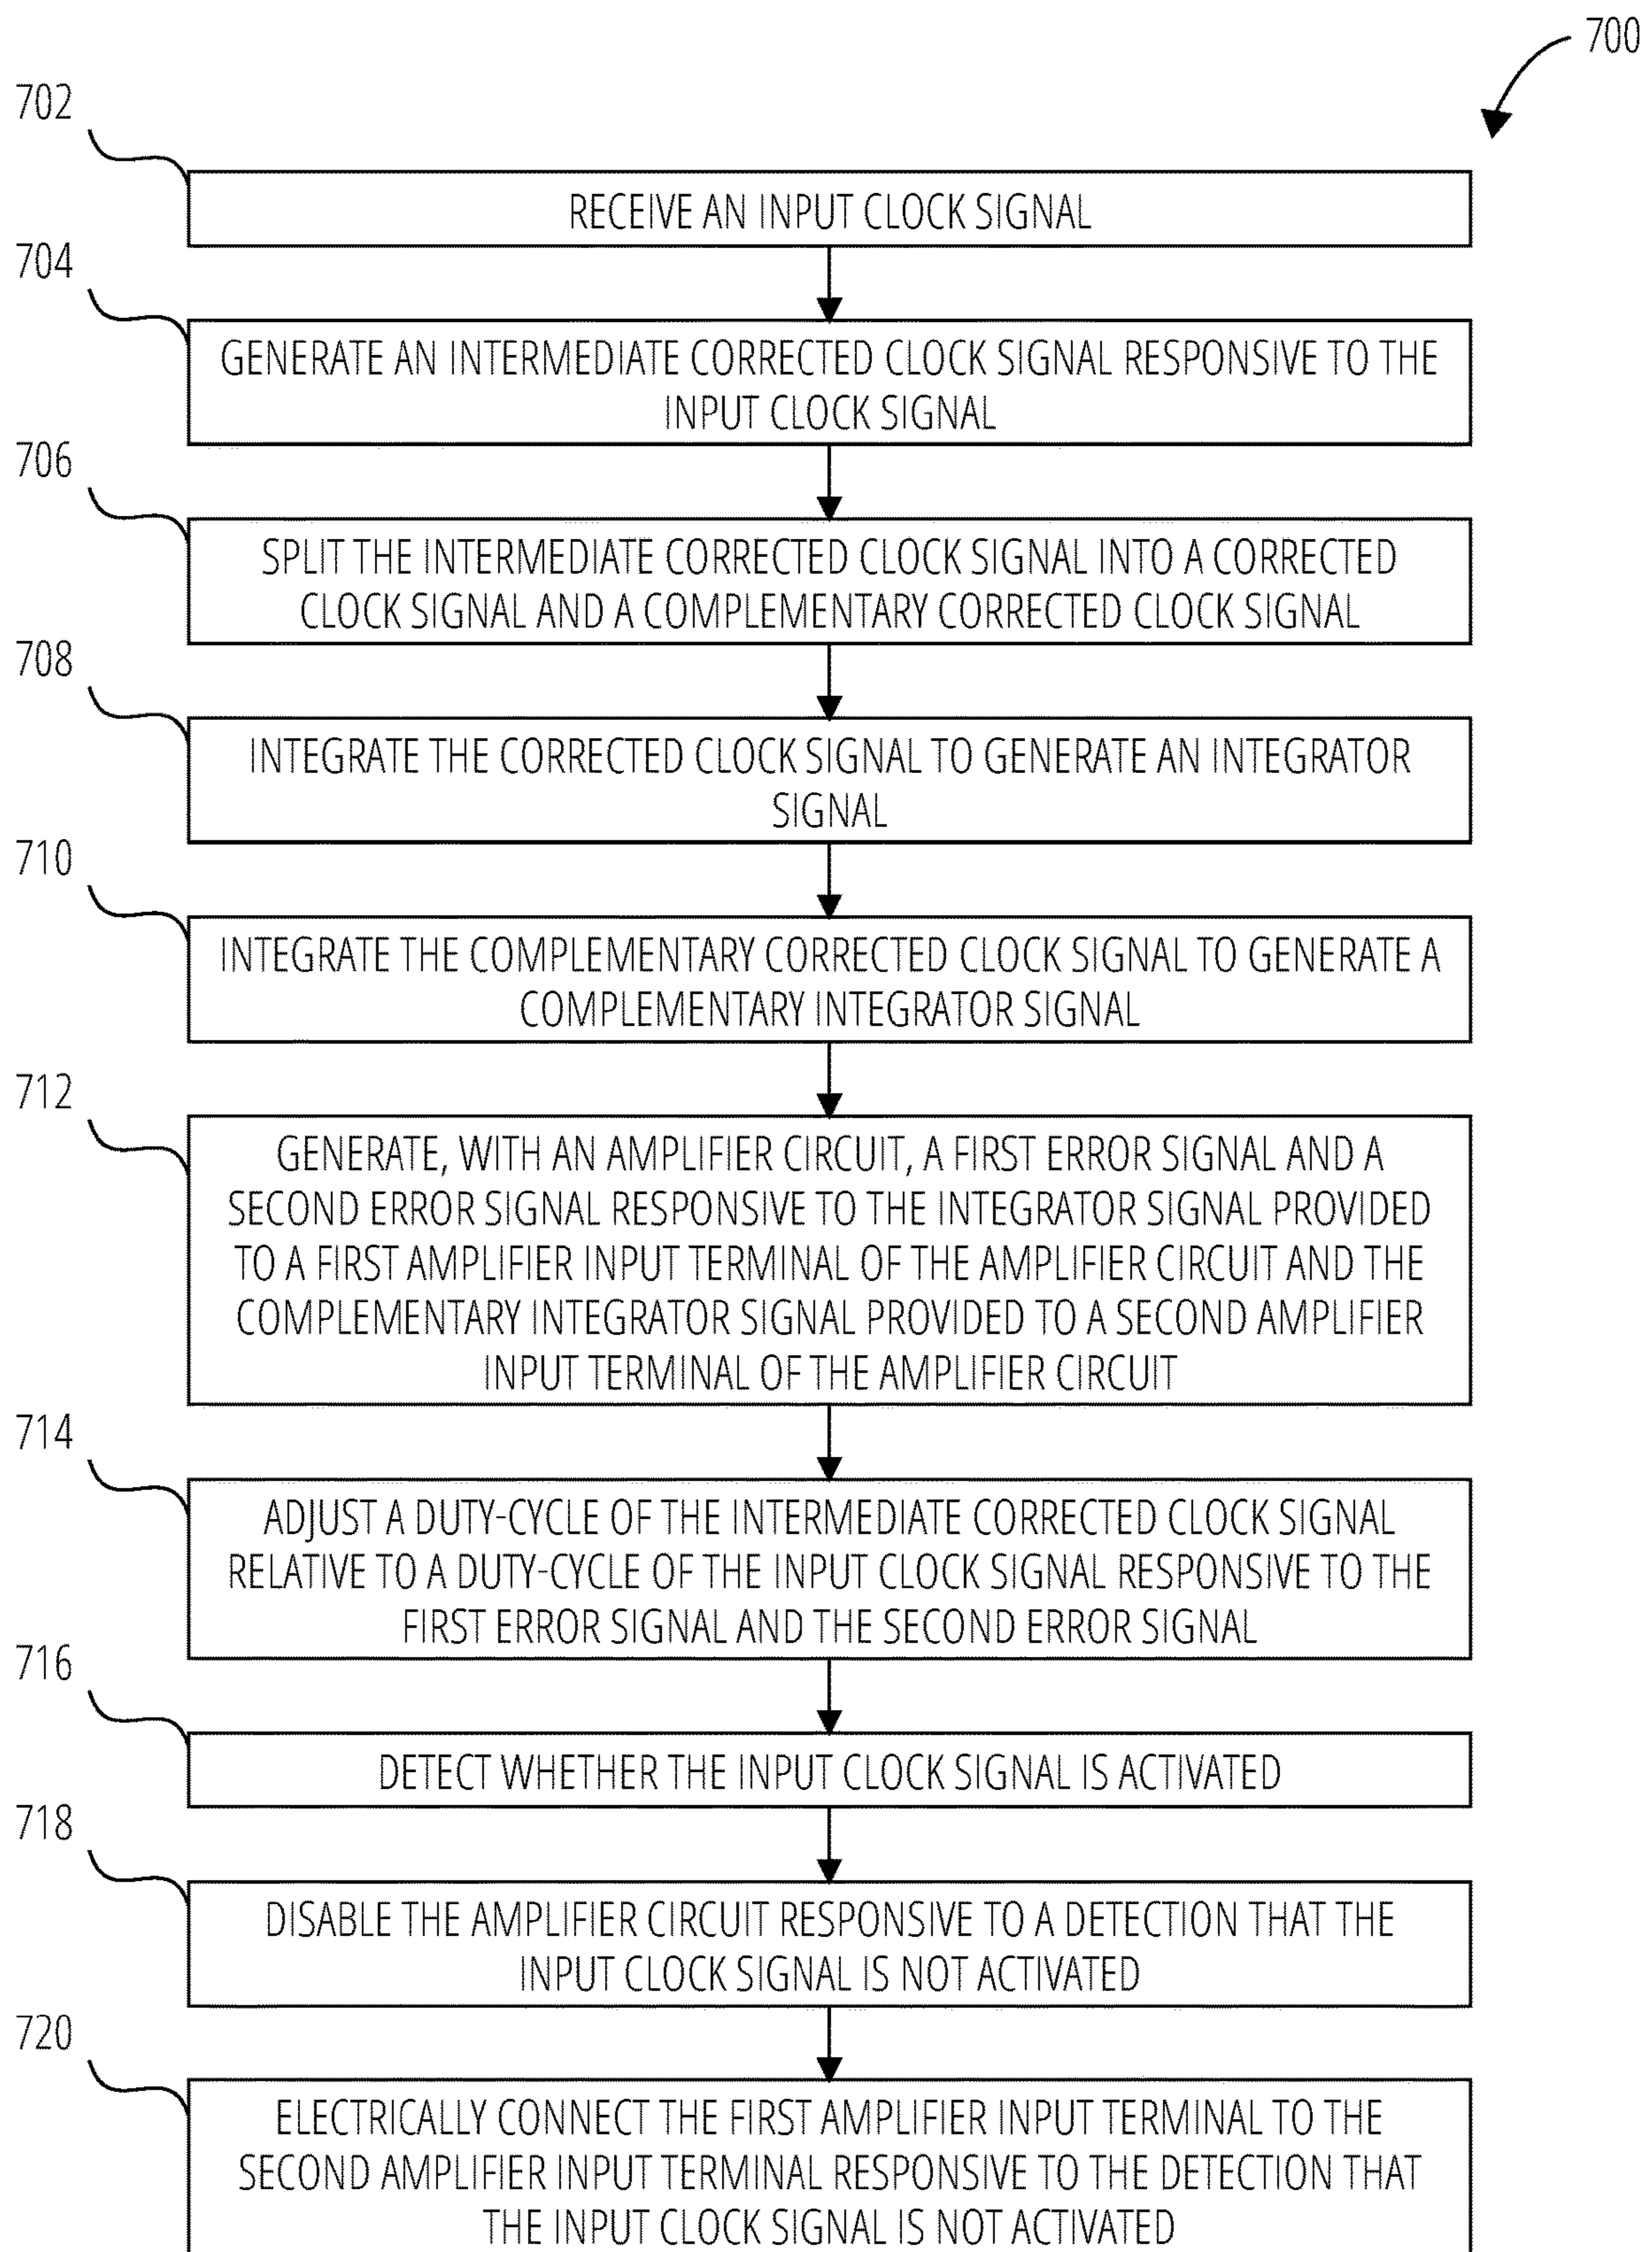 700
702
RECEIVE AN INPUT CLOCK SIGNAL
704
GENERATE AN INTERMEDIATE CORRECTED CLOCK SIGNAL RESPONSIVE TO THE
INPUT CLOCK SIGNAL
706
SPLIT THE INTERMEDIATE CORRECTED CLOCK SIGNAL INTO A CORRECTED
CLOCK SIGNAL AND A COMPLEMENTARY CORRECTED CLOCK SIGNAL
708
INTEGRATE THE CORRECTED CLOCK SIGNAL TO GENERATE AN INTEGRATOR
SIGNAL
710
INTEGRATE THE COMPLEMENTARY CORRECTED CLOCK SIGNAL TO GENERATE A
COMPLEMENTARY INTEGRATOR SIGNAL
712
GENERATE, WITH AN AMPLIFIER CIRCUIT, A FIRST ERROR SIGNAL AND A
SECOND ERROR SIGNAL RESPONSIVE TO THE INTEGRATOR SIGNAL PROVIDED
TO A FIRST AMPLIFIER INPUT TERMINAL OF THE AMPLIFIER CIRCUIT AND THE
COMPLEMENTARY INTEGRATOR SIGNAL PROVIDED TO A SECOND AMPLIFIER
INPUT TERMINAL OF THE AMPLIFIER CIRCUIT
714
ADJUST A DUTY-CYCLE OF THE INTERMEDIATE CORRECTED CLOCK SIGNAL
RELATIVE TO A DUTY-CYCLE OF THE INPUT CLOCK SIGNAL RESPONSIVE TO THE
FIRST ERROR SIGNAL AND THE SECOND ERROR SIGNAL
716
DETECT WHETHER THE INPUT CLOCK SIGNAL IS ACTIVATED
718
DISABLE THE AMPLIFIER CIRCUIT RESPONSIVE TO A DETECTION THAT THE
INPUT CLOCK SIGNAL IS NOT ACTIVATED
720
ELECTRICALLY CONNECT THE FIRST AMPLIFIER INPUT TERMINAL TO THE
SECOND AMPLIFIER INPUT TERMINAL RESPONSIVE TO THE DETECTION THAT
THE INPUT CLOCK SIGNAL IS NOT ACTIVATED